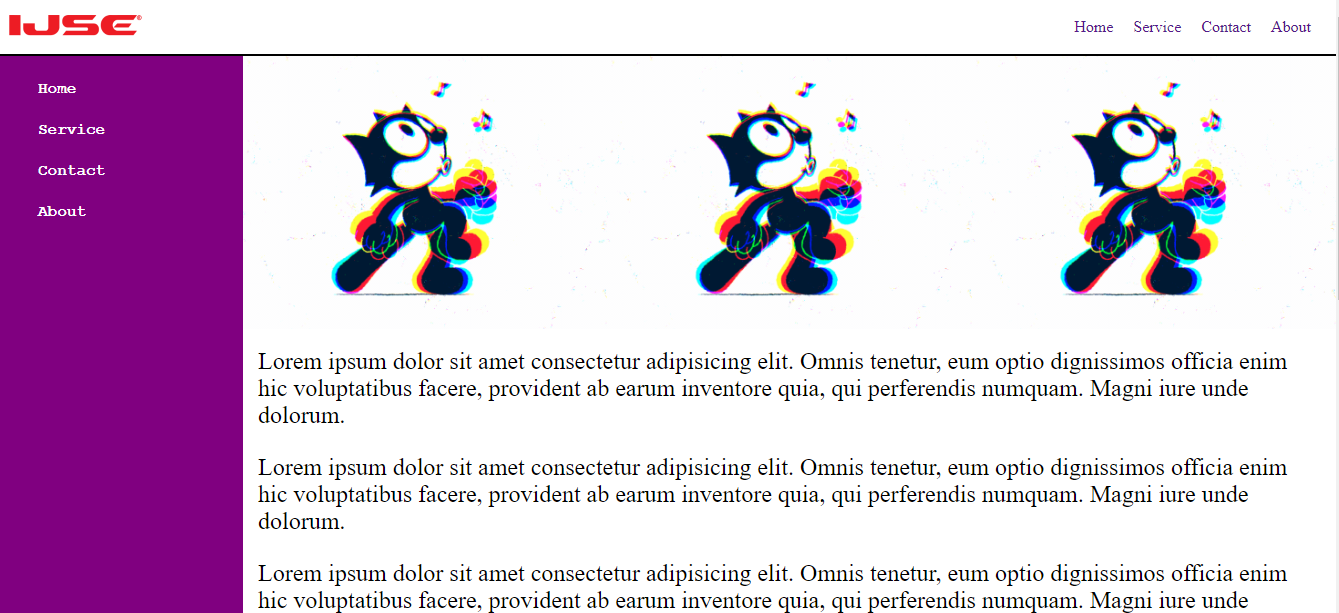 IJSE®
Home Service Contact About
Home
Service
Contact
About
Lorem ipsum dolor sit amet consectetur adipisicing elit. Omnis tenetur, eum optio dignissimos officia enim
hic voluptatibus facere, provident ab earum inventore quia, qui perferendis numquam. Magni iure unde
dolorum.
Lorem ipsum dolor sit amet consectetur adipisicing elit. Omnis tenetur, eum optio dignissimos officia enim
hic voluptatibus facere, provident ab earum inventore quia, qui perferendis numquam. Magni iure unde
dolorum.
Lorem ipsum dolor sit amet consectetur adipisicing elit. Omnis tenetur, eum optio dignissimos officia enim
hic voluptatibus facere, provident ab earum inventore quia, qui perferendis numquam. Magni iure unde